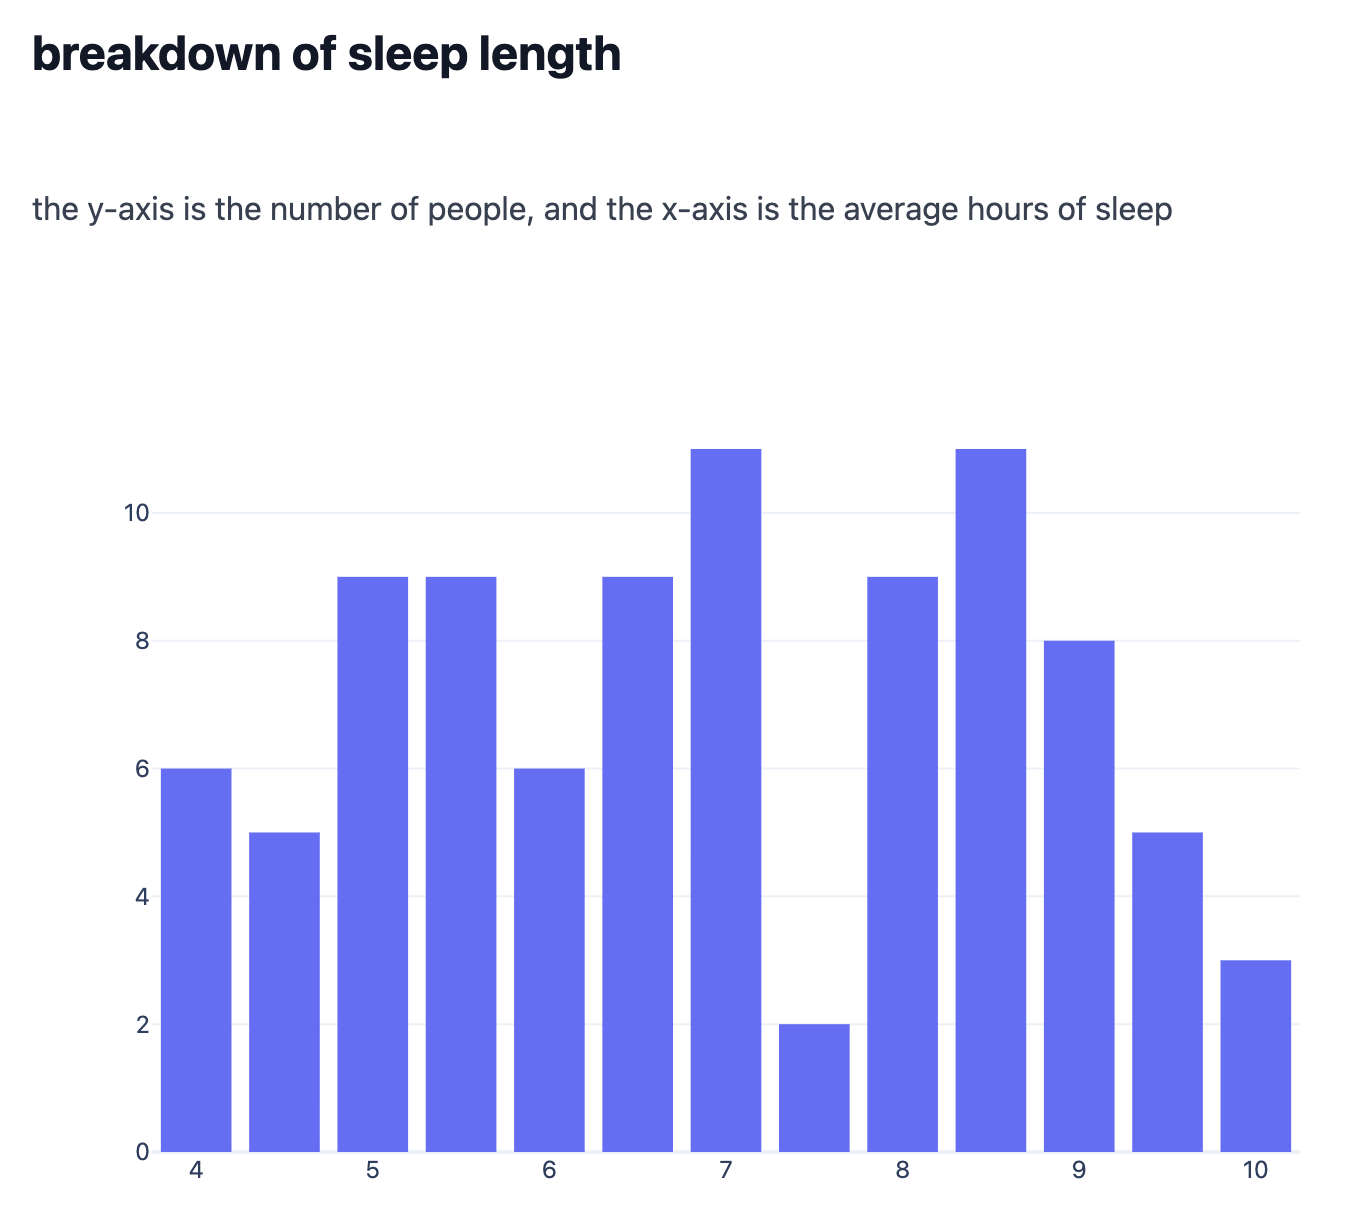 breakdown of sleep length
the y-axis is the number of people, and the x-axis is the average hours of sleep
10
8
6
4
2
0
4 5 6 7 8 9 10